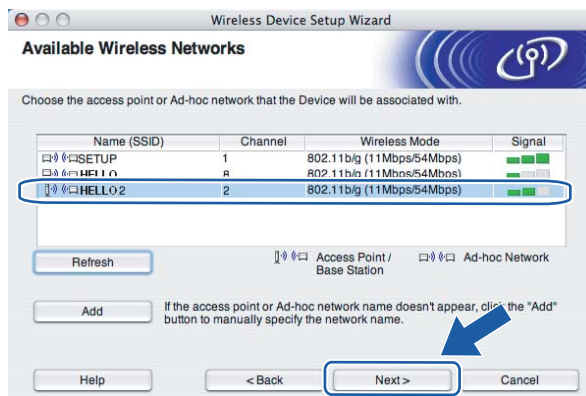 Wireless Device Setup Wizard
Available Wireless Networks
Choose the access point or Ad-hoc network that the Device will be associated with.
Name (SSID) Channel Wireless Mode Signal
SETUP 1 802.11b/g (11Mbps/54Mbps)
HELLO 8 802.11b/g (11Mbps/54Mbps)
HELLO2 2 802.11b/g (11Mbps/54Mbps)
Refresh
Access Point / Base Station
Ad-hoc Network
Add
If the access point or Ad-hoc network name doesn't appear, click the "Add"
button to manually specify the network name.
Help < Back Next > Cancel